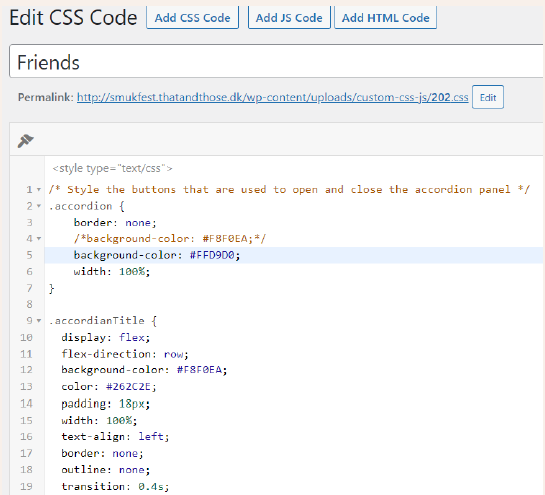 Edit CSS Code Add CSS Code Add JS Code Add HTML Code
Friends
Permalink: http://smukfest.thatandthose.dk/wp-content/uploads/custom-css-js/202.css Edit
<style type="text/css">
1 /* Style the buttons that are used to open and close the accordion panel */
2 .accordion {
3 border: none;
4 /*background-color: #F8F0EA;*/
5 background-color: #FFD9D0;
6 width: 100%;
7 }
8
9 .accordianTitle {
10 display: flex;
11 flex-direction: row;
12 background-color: #F8F0EA;
13 color: #262C2E;
14 padding: 18px;
15 width: 100%;
16 text-align: left;
17 border: none;
18 outline: none;
19 transition: 0.4s;